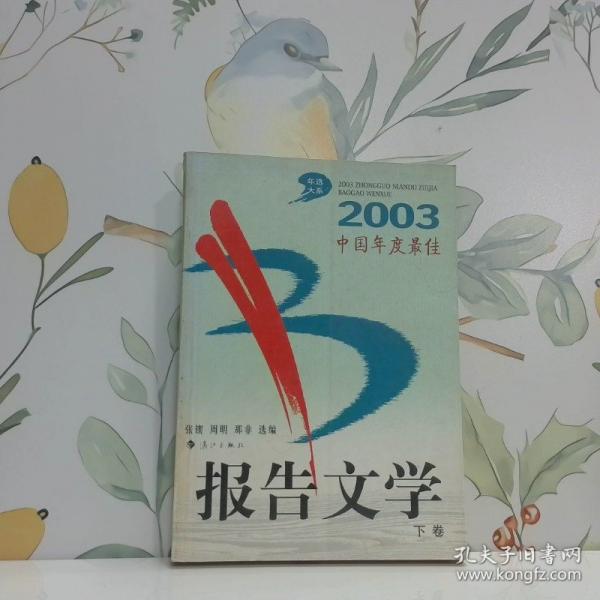 年选
大系
2003 ZHONGGUO NIANDU ZUIJIA
BAOGAO WENXUE
2003
中国年度最佳
张锲 周明 那非 选编
漓江出版社
报告文学
下卷
孔夫子旧书网
www.kongfz.com